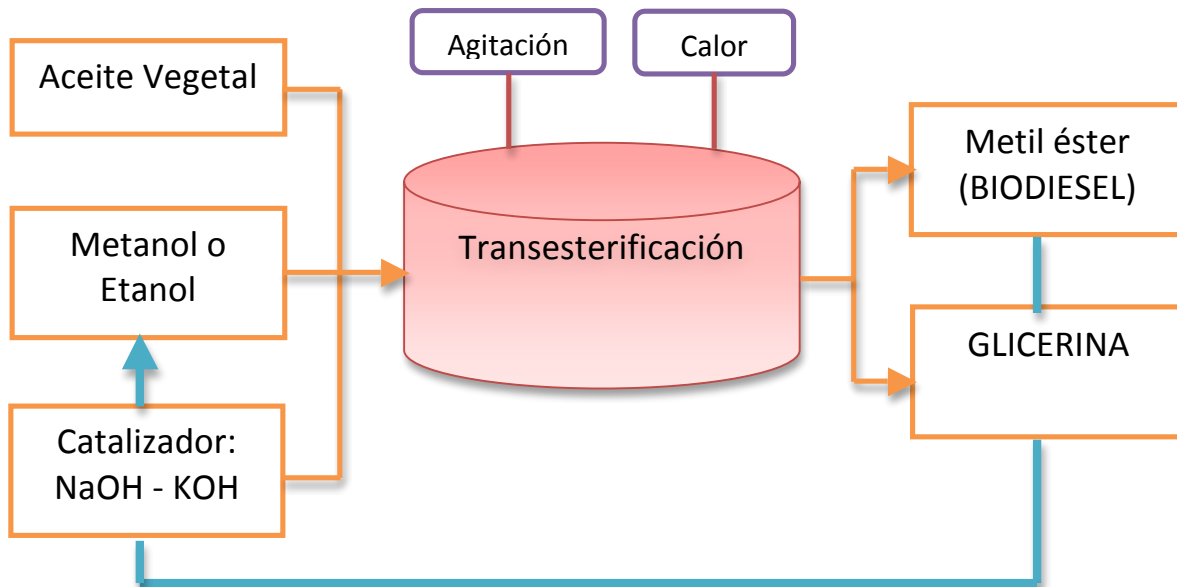 Agitación
Calor
Aceite Vegetal
Metanol o
Etanol
Catalizador:
NaOH - KOH
Transesterificación
Metil éster
(BIODIESEL)
GLICERINA